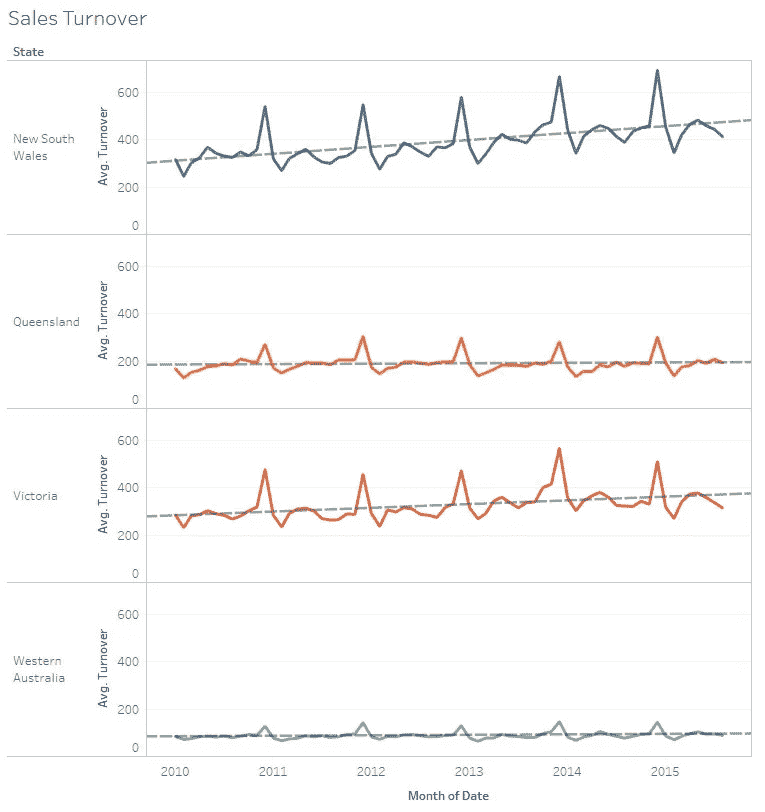 Sales Turnover
State
New South
Wales
Avg. Turnover
600
400
200
0
Queensland
Avg. Turnover
600
400
200
0
Victoria
Avg. Turnover
600
400
200
0
Western
Australia
Avg. Turnover
600
400
200
0
2010 2011 2012 2013 2014 2015
Month of Date